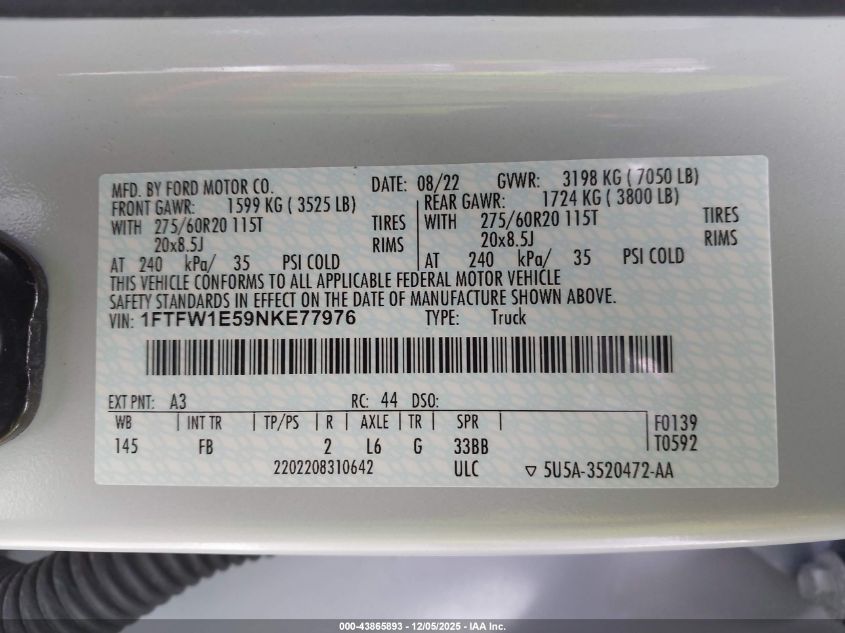 MFD. BY FORD MOTOR CO. DATE: 08/22 GVWR: 3198 KG ( 7050 LB)
FRONT GAWR: 1599 KG ( 3525 LB) REAR GAWR: 1724 KG ( 3800 LB)
WITH 275/60R20 115T TIRES WITH 275/60R20 115T TIRES
20x8.5J RIMS 20x8.5J RIMS
AT 240 kPa/ 35 PSI COLD AT 240 kPa/ 35 PSI COLD
THIS VEHICLE CONFORMS TO ALL APPLICABLE FEDERAL MOTOR VEHICLE
SAFETY STANDARDS IN EFFECT ON THE DATE OF MANUFACTURE SHOWN ABOVE.
VIN: 1FTFW1E59NKE77976 TYPE: Truck
EXT PNT: A3 RC: 44 DSO:
WB INT TR TP/PS R AXLE TR SPR F0139
145 FB 2 L6 G 33BB T0592
2202208310642 ULC ▽ 5U5A-3520472-AA
000-43865893 - 12/05/2025 - IAA Inc.